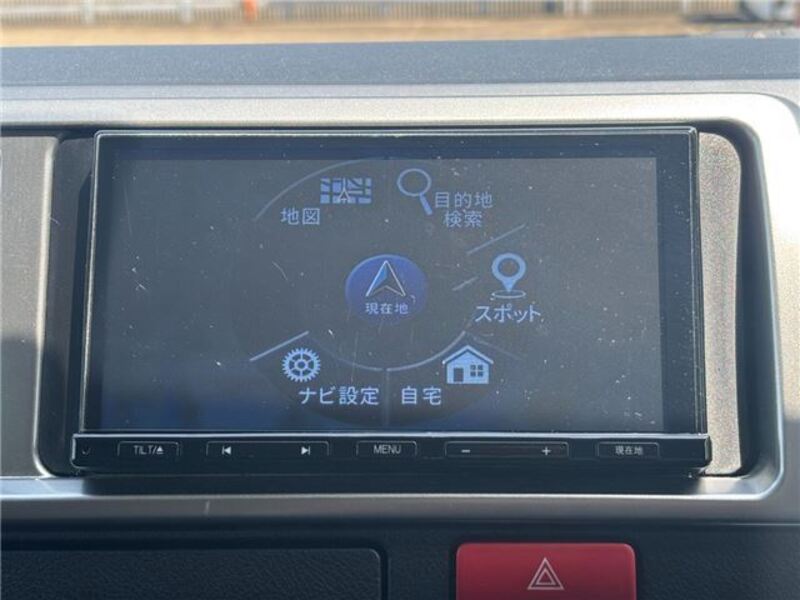 地図
目的地
検索
現在地
スポット
ナビ設定
自宅
TILT/⏏
MENU
− +
現在地